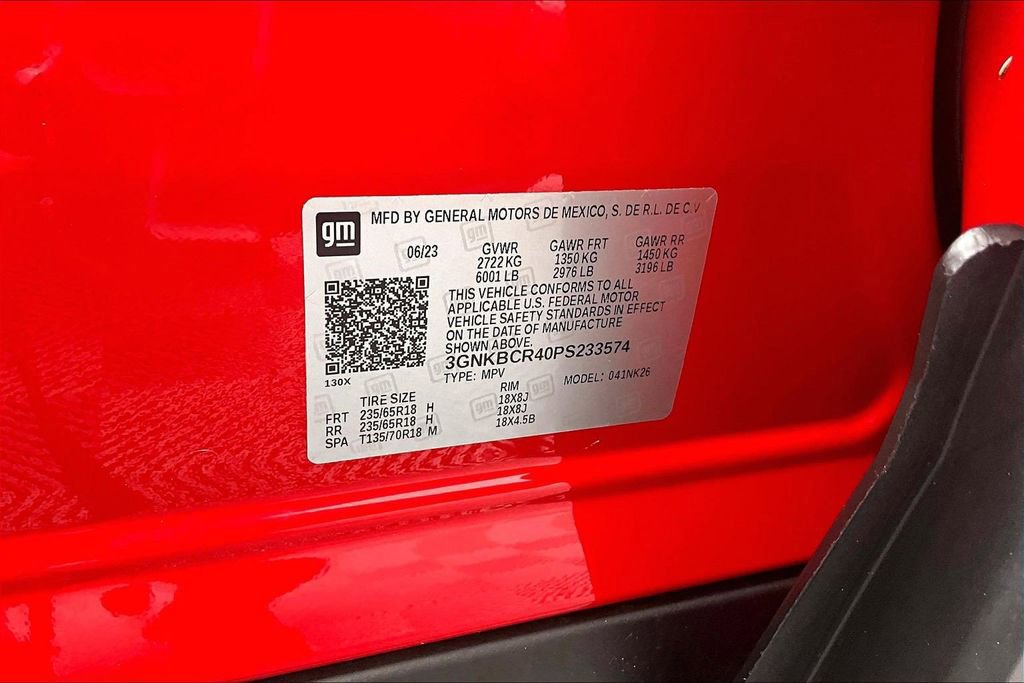 gm
MFD BY GENERAL MOTORS DE MEXICO, S. DE R.L. DE C.V
06/23
GVWR GAWR FRT GAWR RR
2722 KG 1350 KG 1450 KG
6001 LB 2976 LB 3196 LB
THIS VEHICLE CONFORMS TO ALL
APPLICABLE U.S. FEDERAL MOTOR
VEHICLE SAFETY STANDARDS IN EFFECT
ON THE DATE OF MANUFACTURE
SHOWN ABOVE.
3GNKBCR40PS233574
130X
TYPE: MPV MODEL: 041NK26
TIRE SIZE RIM
FRT 235/65R18 H 18X8J
RR 235/65R18 H 18X8J
SPA T135/70R18 M 18X4.5B